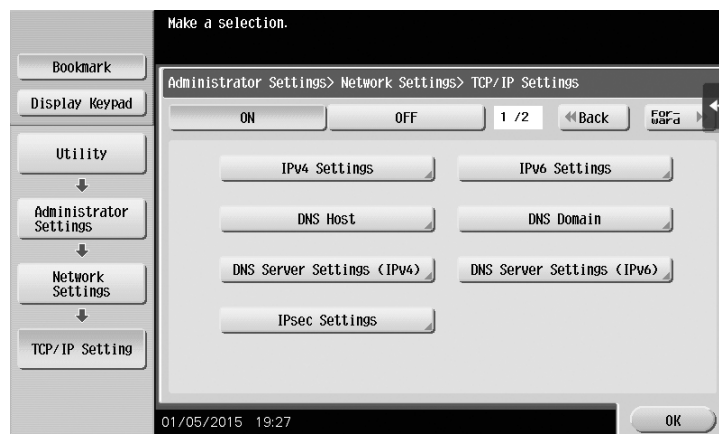 Make a selection.
Bookmark
Display Keypad
Utility
Administrator
Settings
Network
Settings
TCP/IP Setting
Administrator Settings> Network Settings> TCP/IP Settings
ON
OFF
1 /2
Back
For-
ward
IPv4 Settings
IPv6 Settings
DNS Host
DNS Domain
DNS Server Settings (IPv4)
DNS Server Settings (IPv6)
IPsec Settings
01/05/2015 19:27
OK